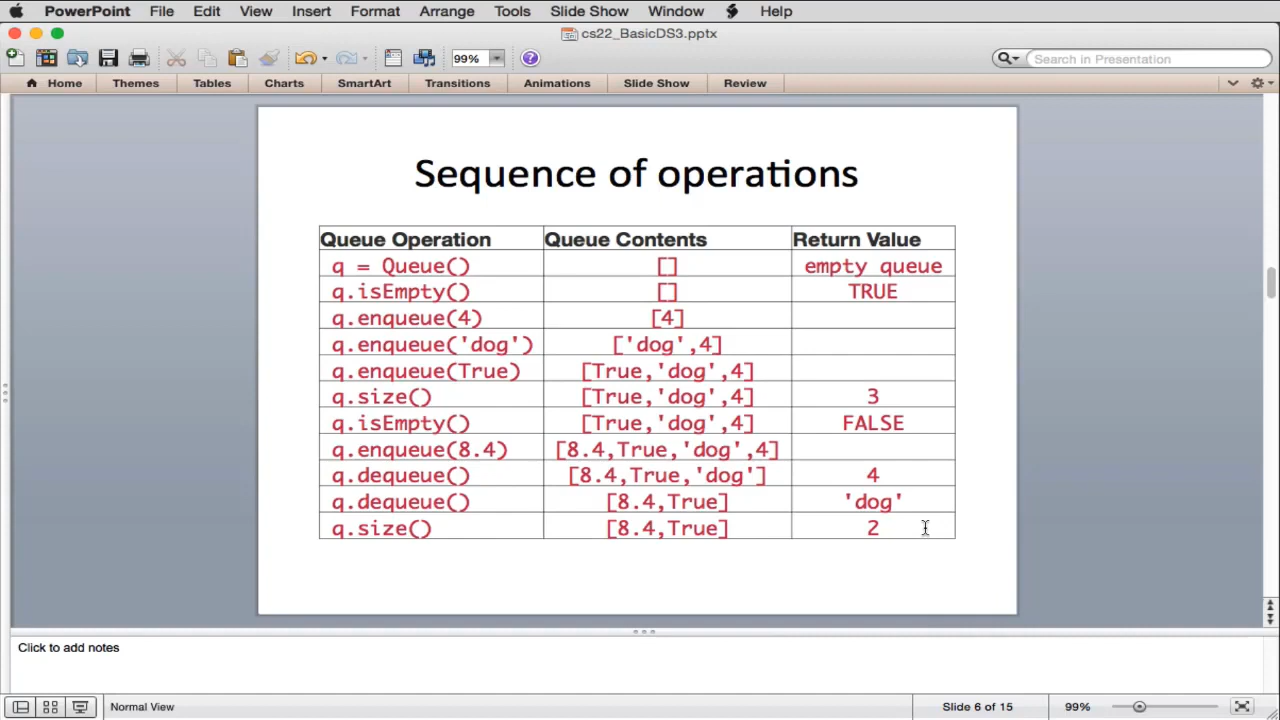 PowerPoint File Edit View Insert Format Arrange Tools Slide Show Window Help
cs22_BasicDS3.pptx
99% Search in Presentation
Home Themes Tables Charts SmartArt Transitions Animations Slide Show Review
Sequence of operations
Queue Operation Queue Contents Return Value
q = Queue() [] empty queue
q.isEmpty() [] TRUE
q.enqueue(4) [4]
q.enqueue('dog') ['dog',4]
q.enqueue(True) [True,'dog',4]
q.size() [True,'dog',4] 3
q.isEmpty() [True,'dog',4] FALSE
q.enqueue(8.4) [8.4,True,'dog',4]
q.dequeue() [8.4,True,'dog'] 4
q.dequeue() [8.4,True] 'dog'
q.size() [8.4,True] 2
Click to add notes
Normal View Slide 6 of 15 99%